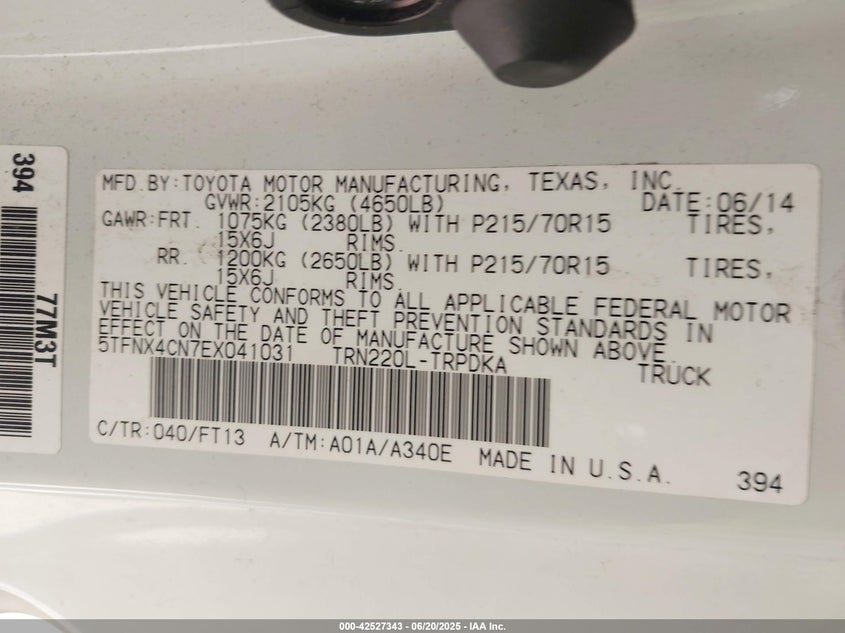 MFD.BY:TOYOTA MOTOR MANUFACTURING, TEXAS, INC.
GVWR:2105KG (4650LB) DATE:06/14
GAWR:FRT. 1075KG (2380LB) WITH P215/70R15 TIRES,
15X6J RIMS.
RR. 1200KG (2650LB) WITH P215/70R15 TIRES,
15X6J RIMS.
THIS VEHICLE CONFORMS TO ALL APPLICABLE FEDERAL MOTOR
VEHICLE SAFETY AND THEFT PREVENTION STANDARDS IN
EFFECT ON THE DATE OF MANUFACTURE SHOWN ABOVE.
5TFNX4CN7EX041031 TRN220L-TRPDKA TRUCK
C/TR:040/FT13 A/TM:A01A/A340E MADE IN U.S.A.
394
394
77M3T
000-42527343 / 06/20/2025 - IAA Inc.